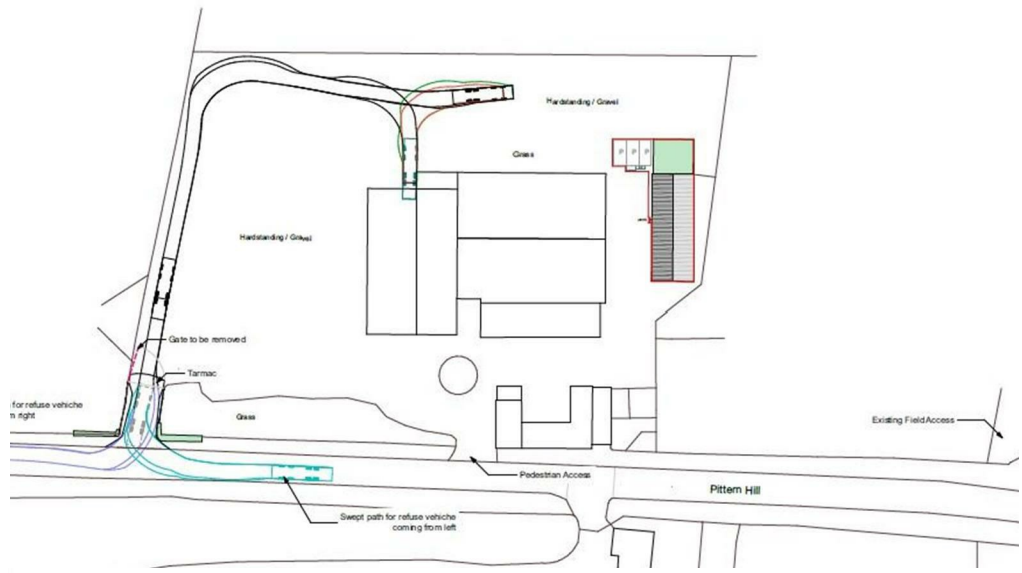 Hardstanding / Gravel
Grass
P P P
Hardstanding / Gravel
Gate to be removed
Tarmac
for refuse vehicle
m right
Grass
Existing Field Access
Pedestrian Access
Pittern Hill
Swept path for refuse vehicle
coming from left